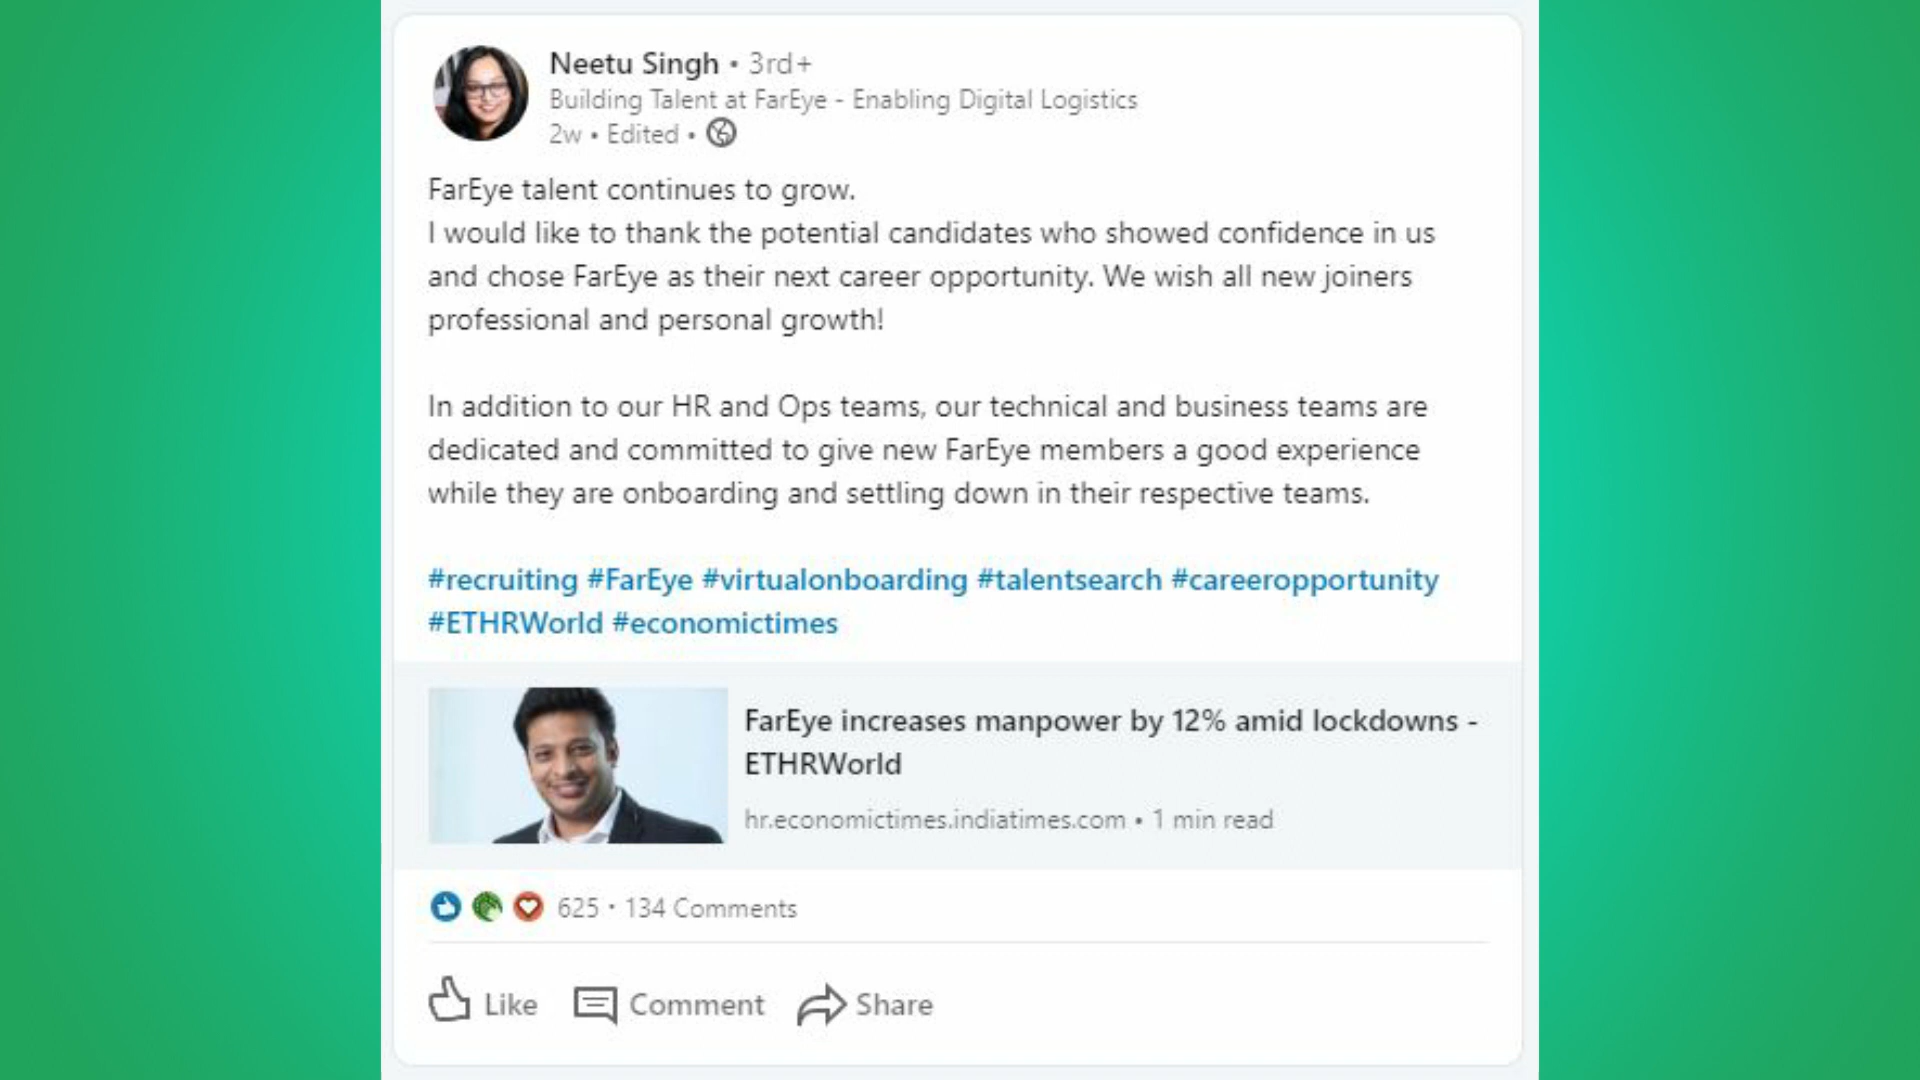 Neetu Singh • 3rd+
Building Talent at FarEye - Enabling Digital Logistics
2w • Edited •
FarEye talent continues to grow.
I would like to thank the potential candidates who showed confidence in us
and chose FarEye as their next career opportunity. We wish all new joiners
professional and personal growth!
In addition to our HR and Ops teams, our technical and business teams are
dedicated and committed to give new FarEye members a good experience
while they are onboarding and settling down in their respective teams.
#recruiting #FarEye #virtualonboarding #talentsearch #careeropportunity
#ETHRWorld #economictimes
FarEye increases manpower by 12% amid lockdowns -
ETHRWorld
hr.economictimes.indiatimes.com • 1 min read
625 • 134 Comments
Like Comment Share